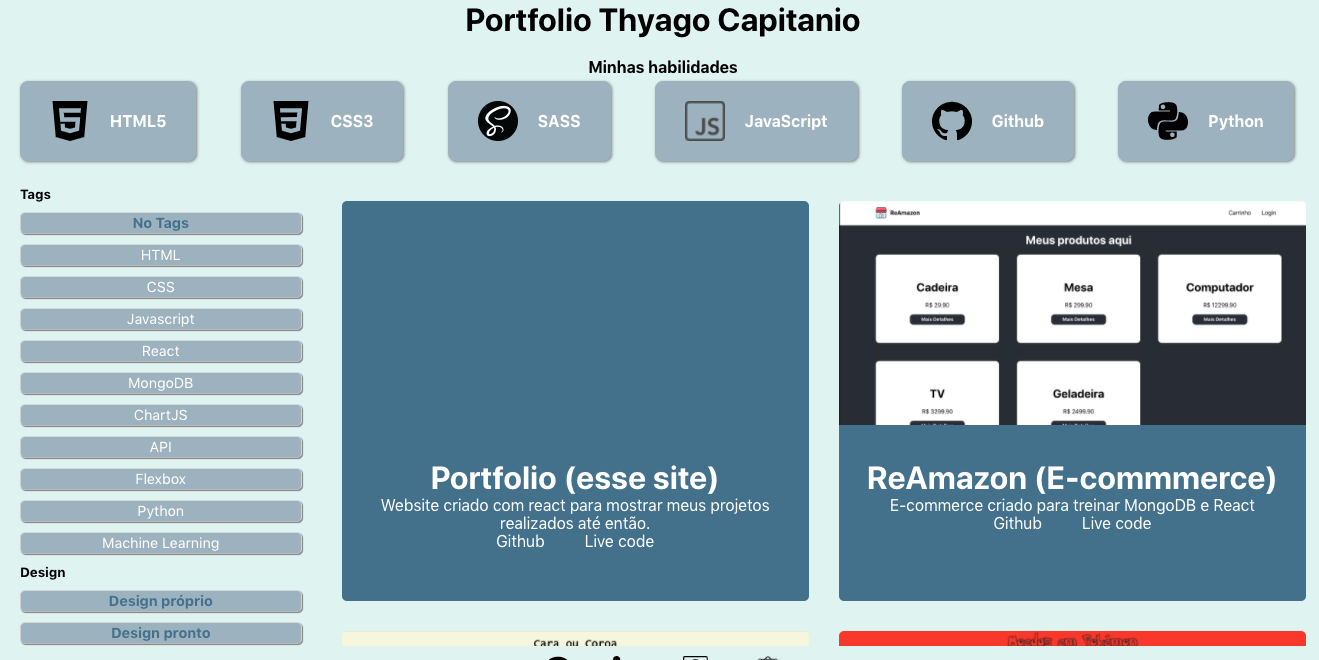 Portfolio Thyago Capitanio
Minhas habilidades
HTML5
CSS3
SASS
JS
JavaScript
Github
Python
Tags
No Tags
HTML
CSS
Javascript
React
MongoDB
ChartJS
API
Flexbox
Python
Machine Learning
Design
Design próprio
Design pronto
Portfolio (esse site)
Website criado com react para mostrar meus projetos
realizados até então.
Github Live code
ReAmazon
Carrinho Login
Meus produtos aqui
Cadeira
R$ 29.90
Mais Detalhes
Mesa
R$ 299.90
Mais Detalhes
Computador
R$ 12299.90
Mais Detalhes
TV
R$ 3299.90
Geladeira
R$ 2499.90
ReAmazon (E-commmerce)
E-commerce criado para treinar MongoDB e React
Github Live code
Cara ou Coroa